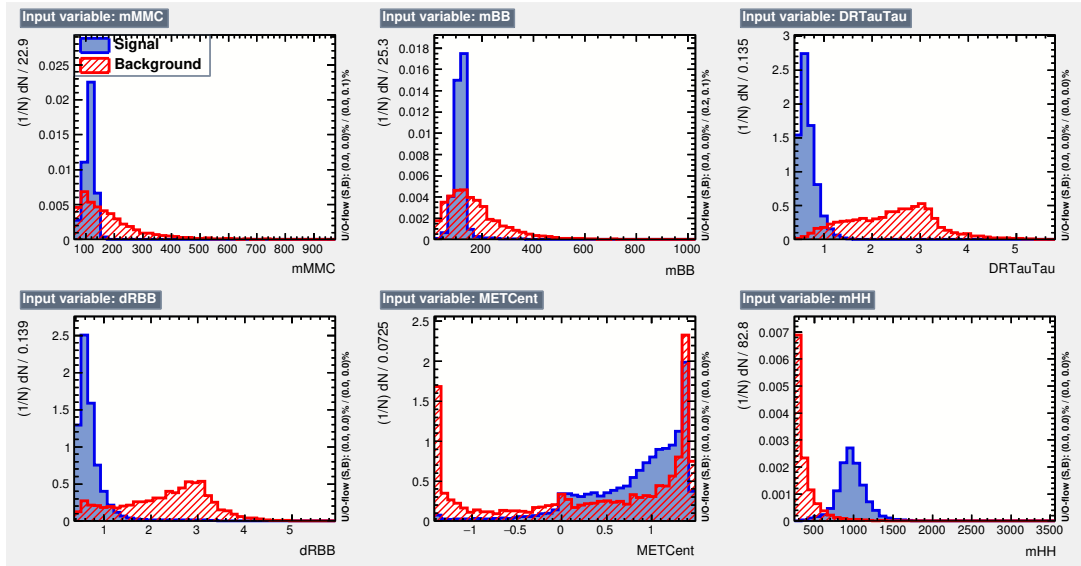 Input variable: mMMC
Signal
Background
(1/N) dN / 22.9
0.025
0.02
0.015
0.01
0.005
0
100 200 300 400 500 600 700 800 900
mMMC
U/O-flow (S,B): (0.0, 0.0)% / (0.0, 0.1)%
Input variable: mBB
(1/N) dN / 25.3
0.018
0.016
0.014
0.012
0.01
0.008
0.006
0.004
0.002
0
200 400 600 800 1000
mBB
U/O-flow (S,B): (0.0, 0.0)% / (0.2, 0.1)%
Input variable: DRTauTau
(1/N) dN / 0.135
3
2.5
2
1.5
1
0.5
0
1 2 3 4 5
DRTauTau
U/O-flow (S,B): (0.0, 0.0)% / (0.0, 0.0)%
Input variable: dRBB
(1/N) dN / 0.139
2.5
2
1.5
1
0.5
0
1 2 3 4 5
dRBB
U/O-flow (S,B): (0.0, 0.0)% / (0.0, 0.0)%
Input variable: METCent
(1/N) dN / 0.0725
2.5
2
1.5
1
0.5
0
−1 −0.5 0 0.5 1
METCent
U/O-flow (S,B): (0.0, 0.0)% / (0.0, 0.0)%
Input variable: mHH
(1/N) dN / 82.8
0.007
0.006
0.005
0.004
0.003
0.002
0.001
0
500 1000 1500 2000 2500 3000 3500
mHH
U/O-flow (S,B): (0.0, 0.0)% / (0.0, 0.0)%